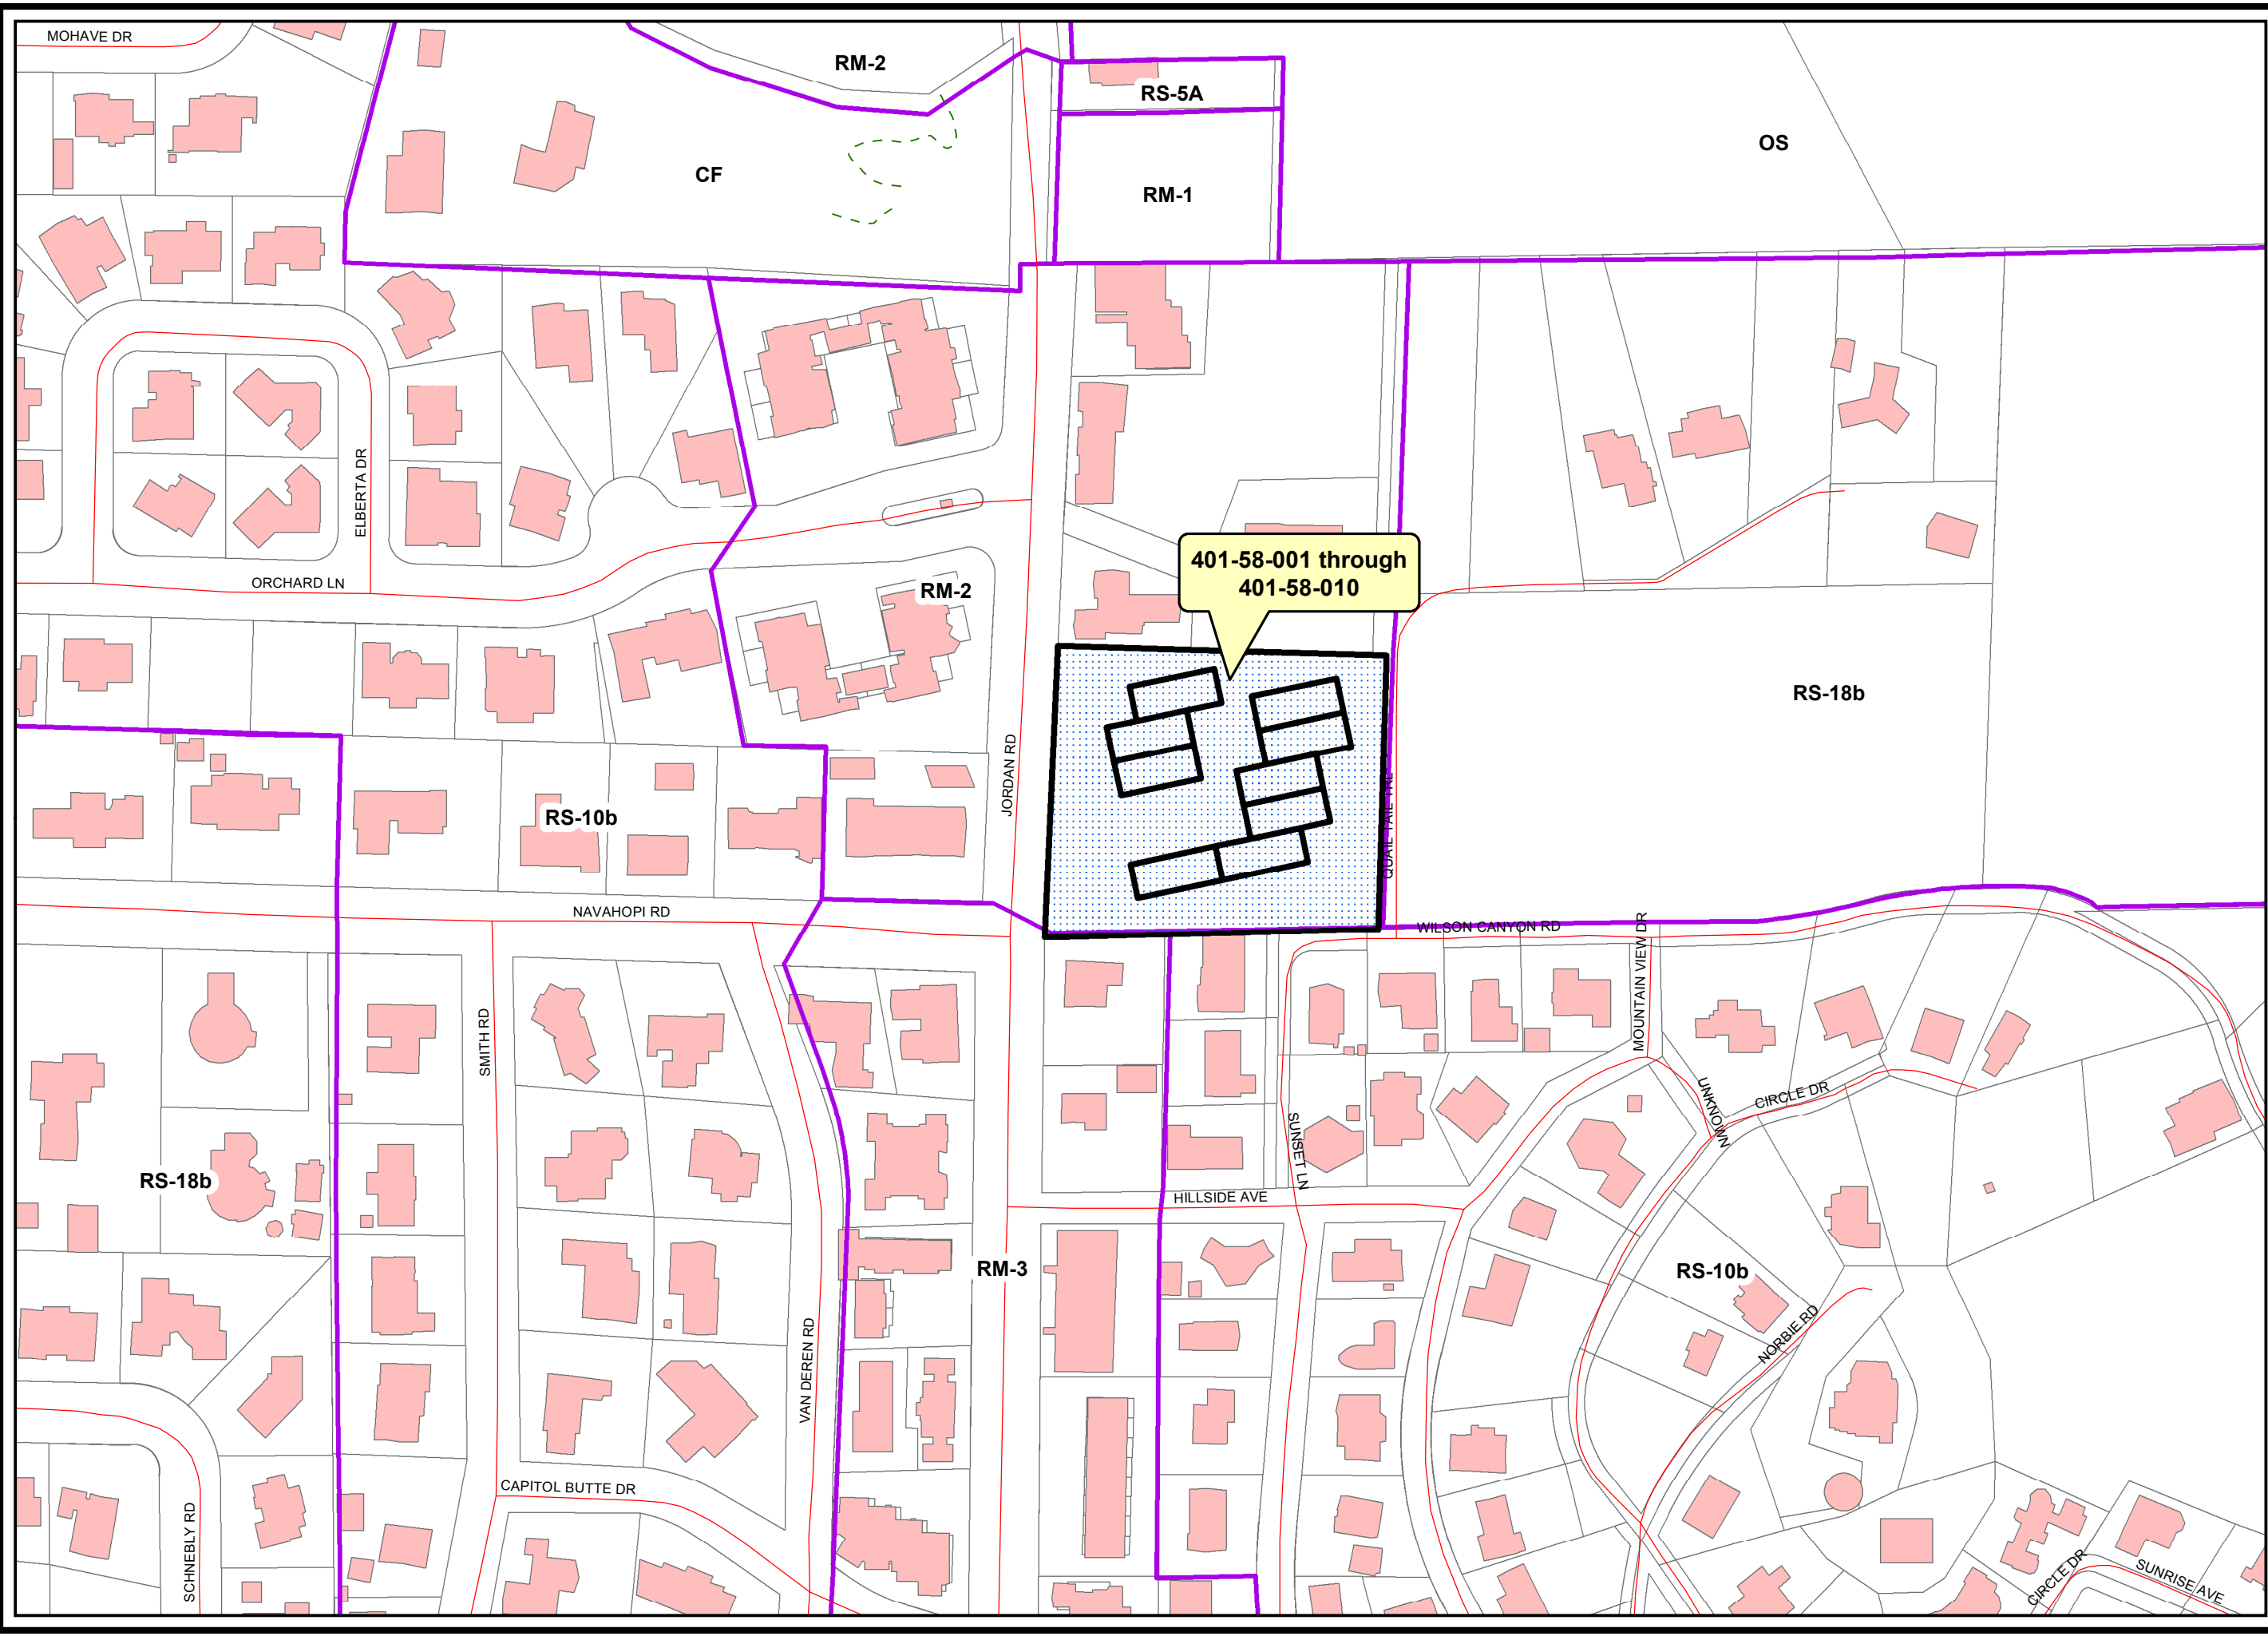 MOHAVE DR
RM-2
RS-5A
OS
CF
RM-1
ELBERTA DR
401-58-001 through
401-58-010
ORCHARD LN
RM-2
RS-18b
JORDAN RD
RS-10b
QUAIL TAIL TRL
NAVAHOPI RD
WILSON CANYON RD
MOUNTAIN VIEW DR
SMITH RD
UNKNOWN
CIRCLE DR
SUNSET LN
RS-18b
HILLSIDE AVE
RM-3
RS-10b
NORBIE RD
VAN DEREN RD
CAPITOL BUTTE DR
SCHNEBLY RD
CIRCLE DR
SUNRISE AVE